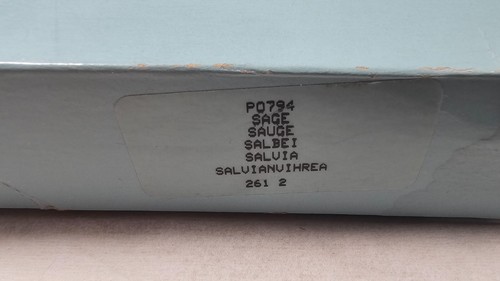 P0794
SAGE
SAUGE
SALBEI
SALVIA
SALVIANVIHREA
261 2